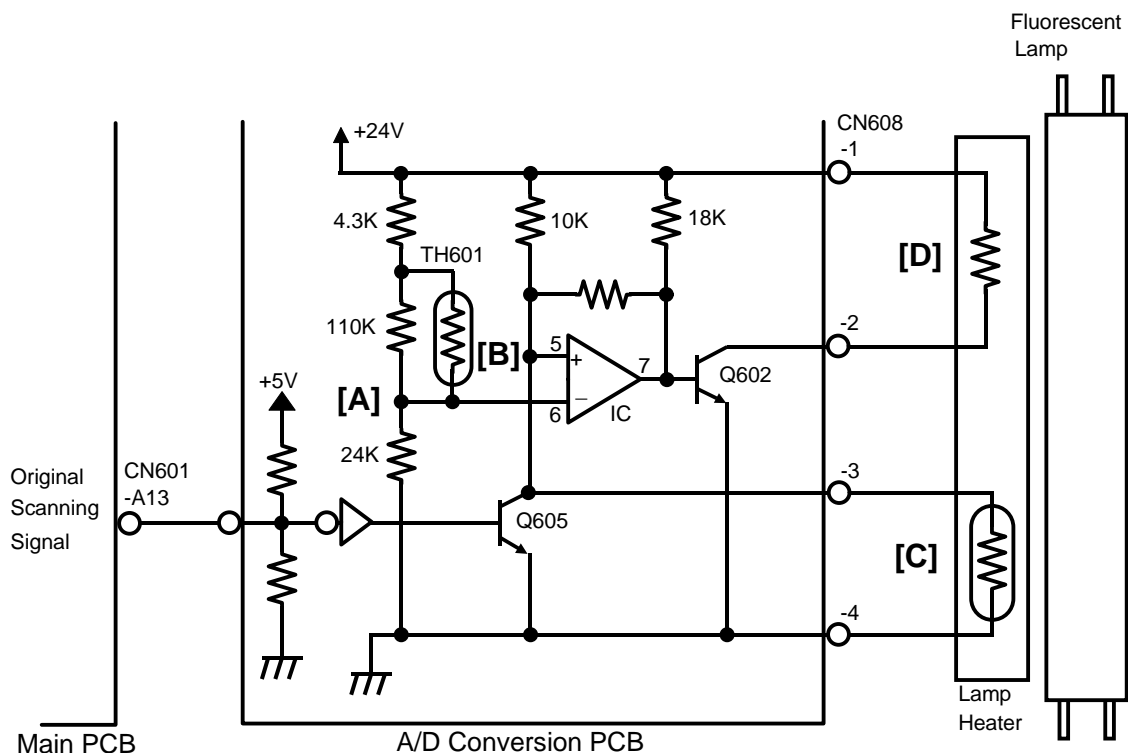 Fluorescent
Lamp
+24V
CN608
-1
4.3K
10K
18K
TH601
[D]
110K
[B]
-2
5
+
7
Q602
+5V
[A]
–
6
IC
24K
-3
Original
Scanning
Signal
CN601
-A13
Q605
[C]
-4
Lamp
Heater
Main PCB
A/D Conversion PCB